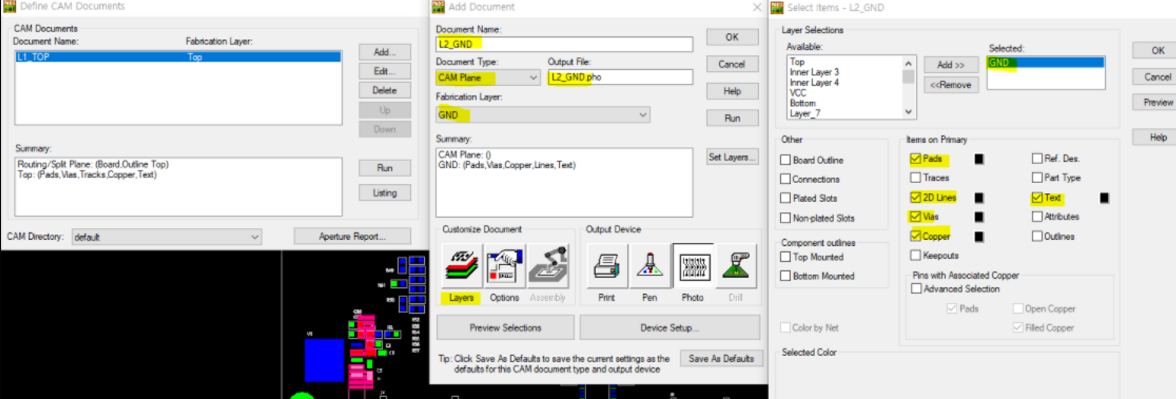 Define CAM Documents
CAM Documents
Document Name: Fabrication Layer:
L1_TOP Top
Add...
Edit...
Delete
Up
Down
Summary:
Routing/Split Plane: (Board,Outline Top)
Top: (Pads,Vias,Tracks,Copper,Text)
Run
Listing
CAM Directory: default
Aperture Report...
Add Document
Document Name:
L2_GND
Document Type: Output File:
CAM Plane L2_GND.pho
Fabrication Layer:
GND
Summary:
CAM Plane: ()
GND: (Pads,Vias,Copper,Lines,Text)
OK
Cancel
Help
Run
Set Layers...
Customize Document
Layers Options Assembly
Output Device
Print Pen Photo Drill
Preview Selections
Device Setup...
Tip: Click Save As Defaults to save the current settings as the
defaults for this CAM document type and output device
Save As Defaults
Select Items - L2_GND
Layer Selections
Available:
Top
Inner Layer 3
Inner Layer 4
VCC
Bottom
Layer_7
Add >>
<<Remove
Selected:
GND
OK
Cancel
Preview
Help
Other
Board Outline
Connections
Plated Slots
Non-plated Slots
Component outlines
Top Mounted
Bottom Mounted
Color by Net
Selected Color
Items on Primary
Pads
Traces
2D Lines
Vias
Copper
Keepouts
Ref. Des.
Part Type
Text
Attributes
Outlines
Pins with Associated Copper
Advanced Selection
Pads
Open Copper
Filled Copper